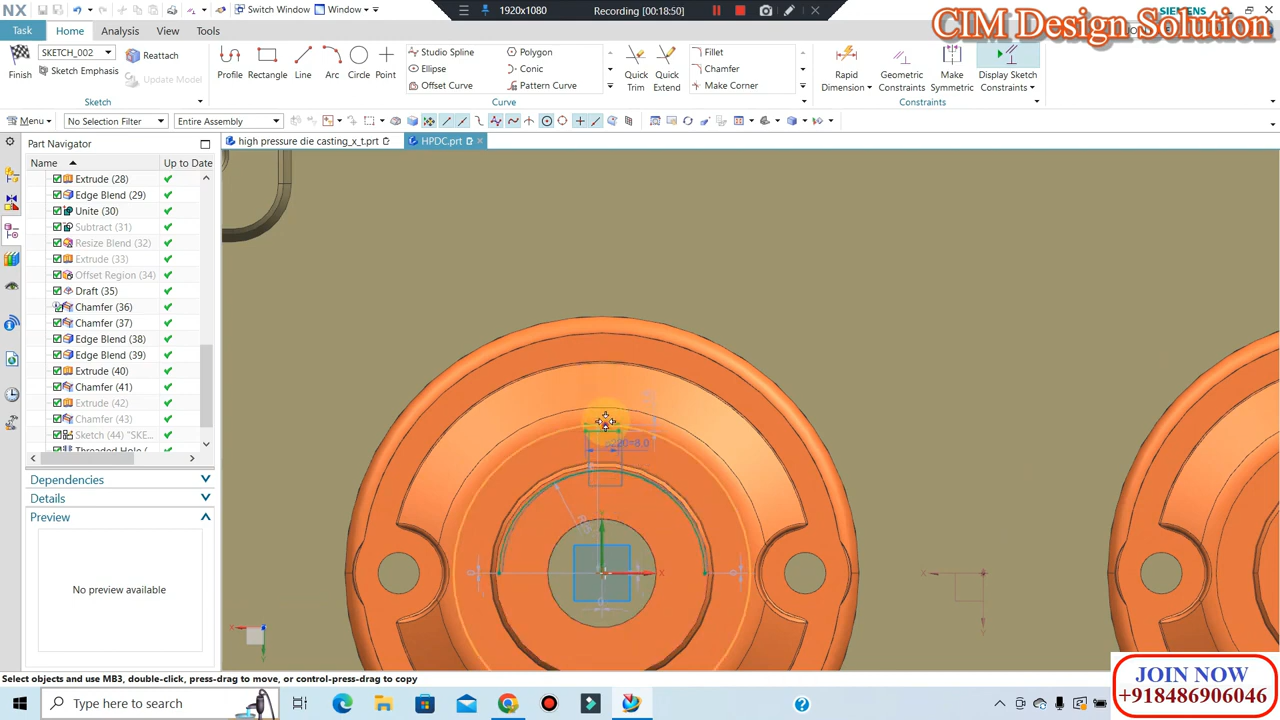 NX
Switch Window
Window
1920x1080
Recording [00:18:50]
SIEMENS
CIM Design Solution
Task
Home
Analysis
View
Tools
Finish
SKETCH_002
Sketch Emphasis
Reattach
Update Model
Sketch
Profile
Rectangle
Line
Arc
Circle
Point
Studio Spline
Ellipse
Offset Curve
Polygon
Conic
Pattern Curve
Curve
Quick Trim
Quick Extend
Fillet
Chamfer
Make Corner
Rapid Dimension
Geometric Constraints
Make Symmetric
Display Sketch Constraints
Constraints
Menu
No Selection Filter
Entire Assembly
high pressure die casting_x_t.prt
HPDC.prt
Part Navigator
Name
Up to Date
Extrude (28)
Edge Blend (29)
Unite (30)
Subtract (31)
Resize Blend (32)
Extrude (33)
Offset Region (34)
Draft (35)
Chamfer (36)
Chamfer (37)
Edge Blend (38)
Edge Blend (39)
Extrude (40)
Chamfer (41)
Extrude (42)
Chamfer (43)
Sketch (44) "SKE...
Threaded Hole (
Dependencies
Details
Preview
No preview available
X
Y
X
X
Y
Select objects and use MB3, double-click, press-drag to move, or control-press-drag to copy
JOIN NOW
+918486906046
Type here to search